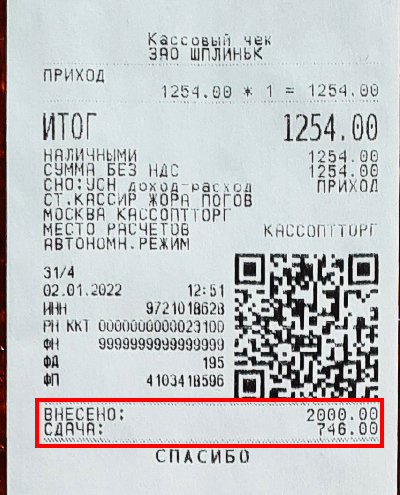 Кассовый чек
ЗАО ШПЛИНЬК
ПРИХОД
1254.00 * 1 = 1254.00
ИТОГ 1254.00
НАЛИЧНЫМИ 1254.00
СУММА БЕЗ НДС 1254.00
СНО:УСН доход-расход ПРИХОД
СТ.КАССИР ЖОРА ПОГОВ
МОСКВА КАССОПТТОРГ
МЕСТО РАСЧЕТОВ КАССОПТТОРГ
АВТОНОМН.РЕЖИМ
31/4
02.01.2022 12:51
ИНН 9721018628
РН ККТ 0000000000023100
ФН 9999999999999999
ФД 195
ФП 4103418596
ВНЕСЕНО: 2000.00
СДАЧА: 746.00
СПАСИБО